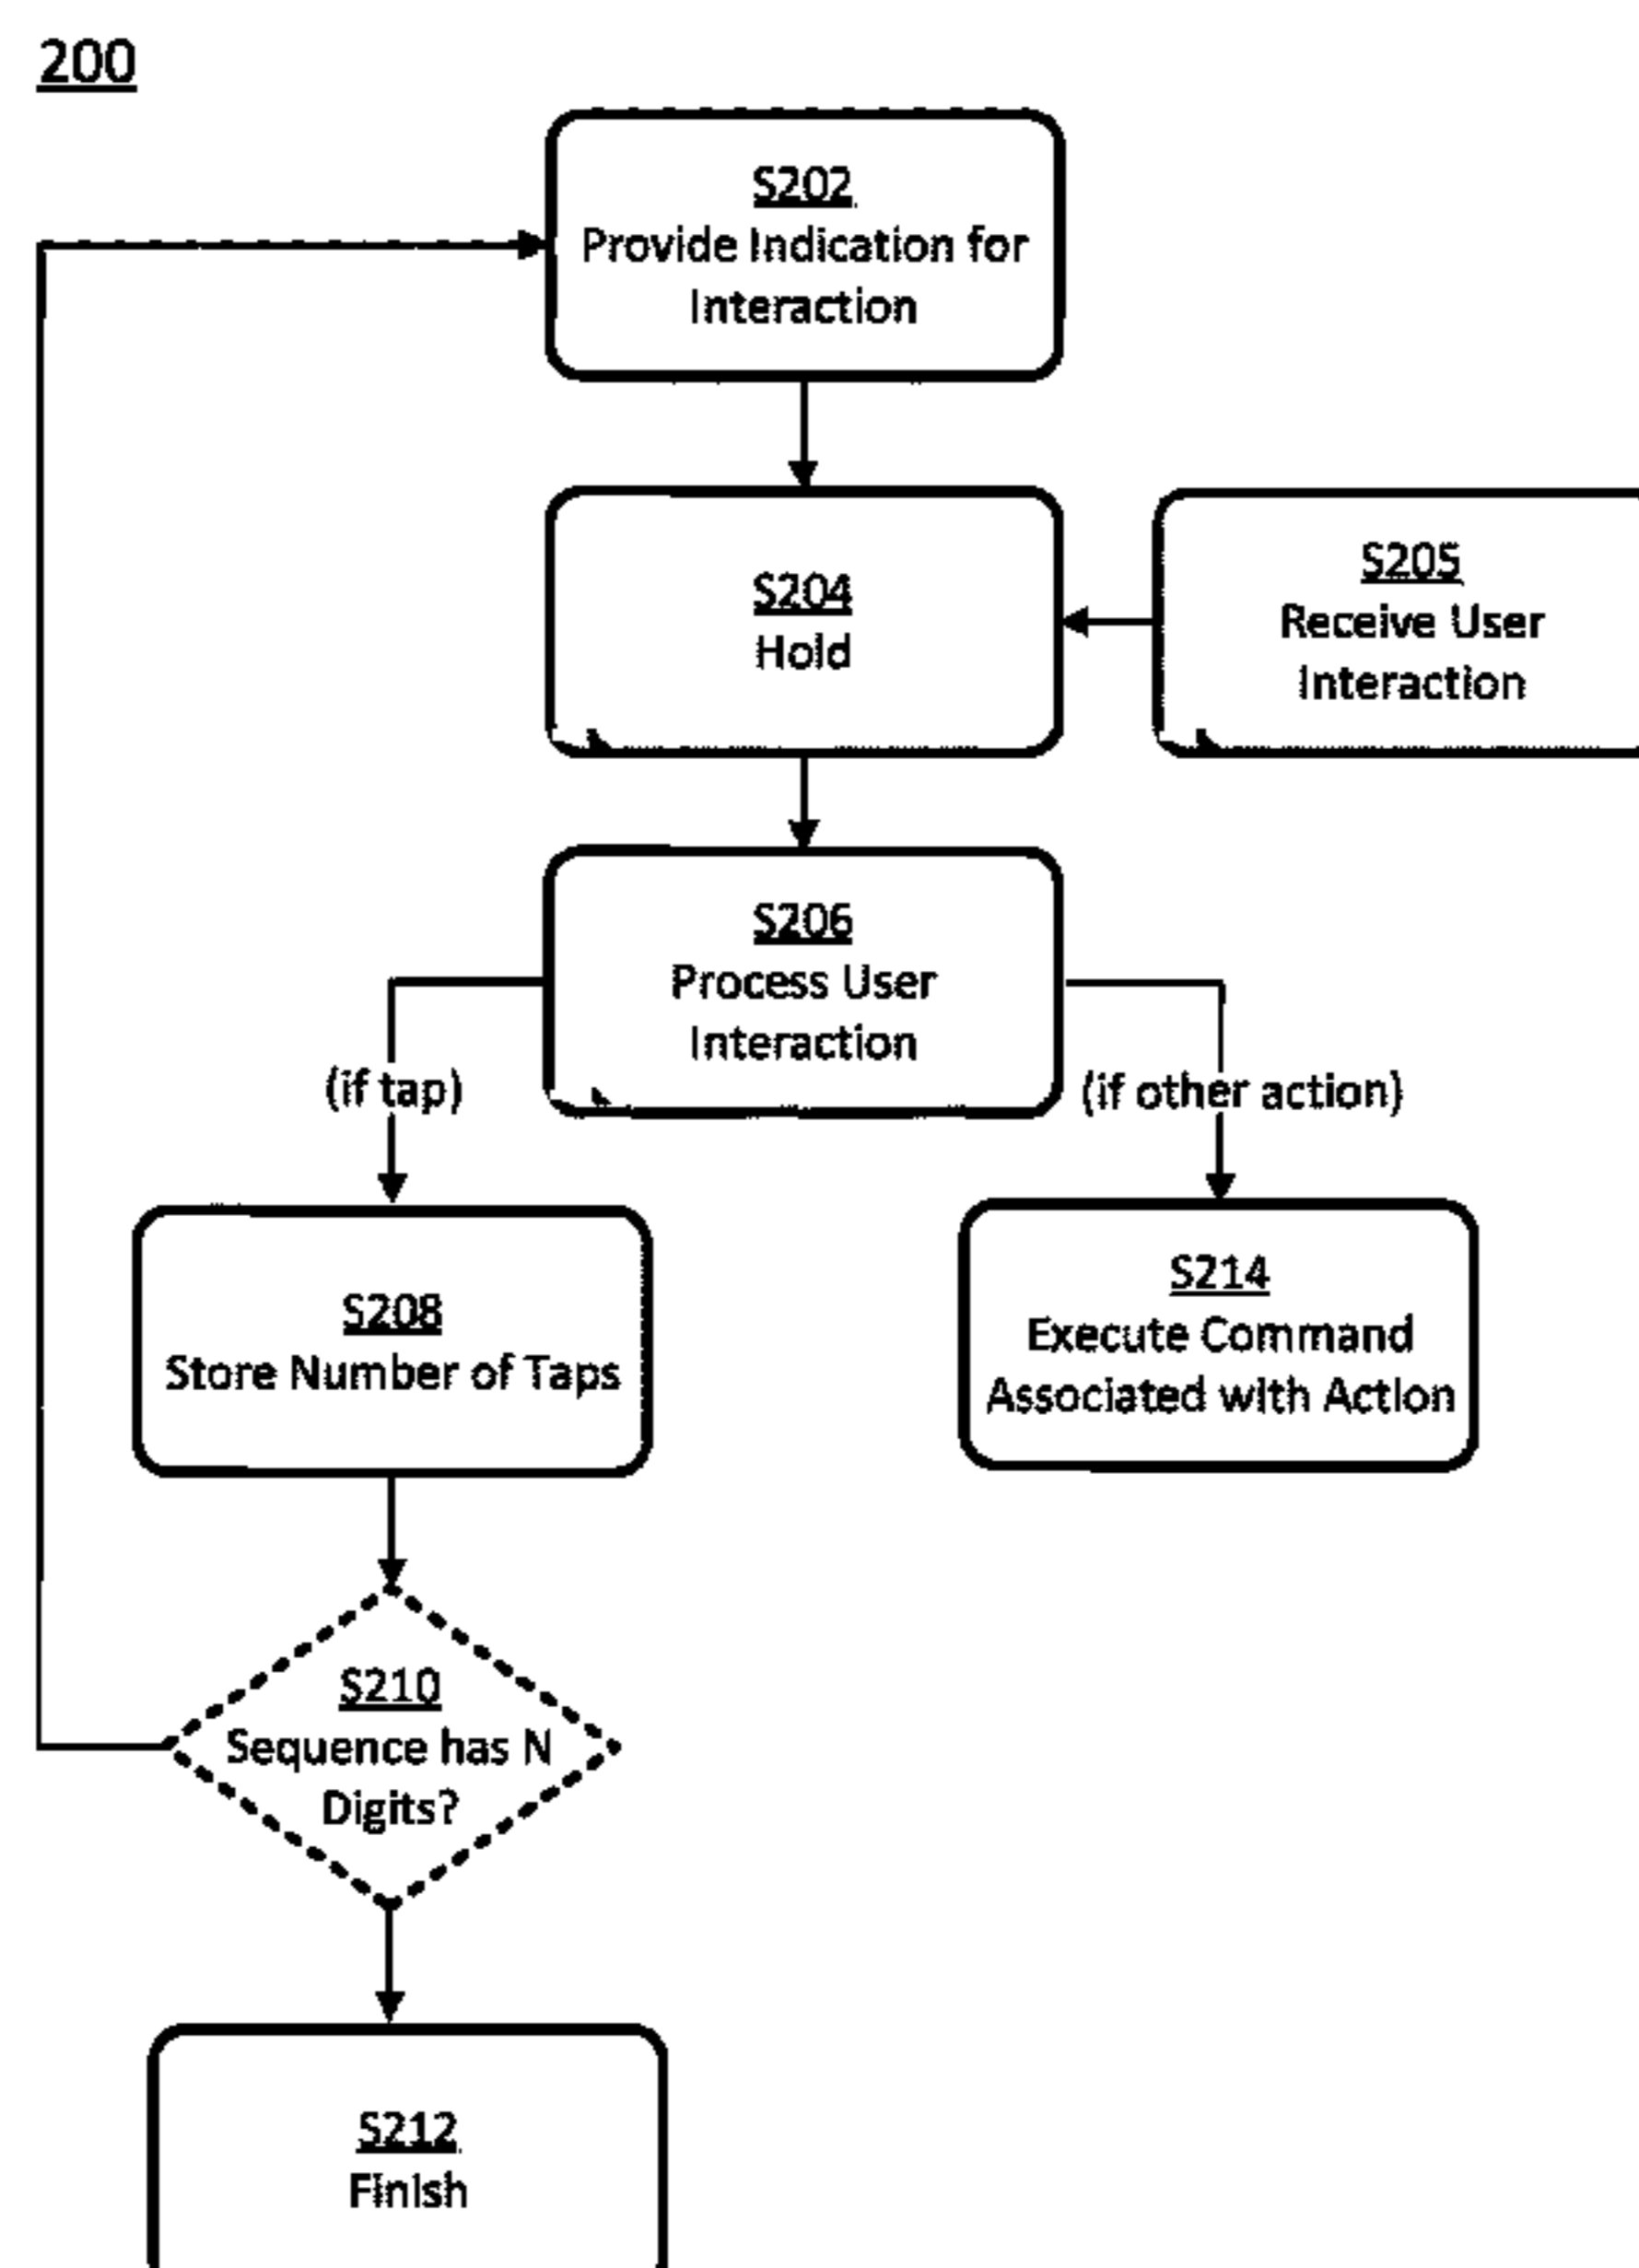 200
S202
Provide Indication for
Interaction
S204
Hold
S205
Receive User
Interaction
S206
Process User
Interaction
(if tap)
(if other action)
S208
Store Number of Taps
S214
Execute Command
Associated with Action
S210
Sequence has N
Digits?
S212
Finish